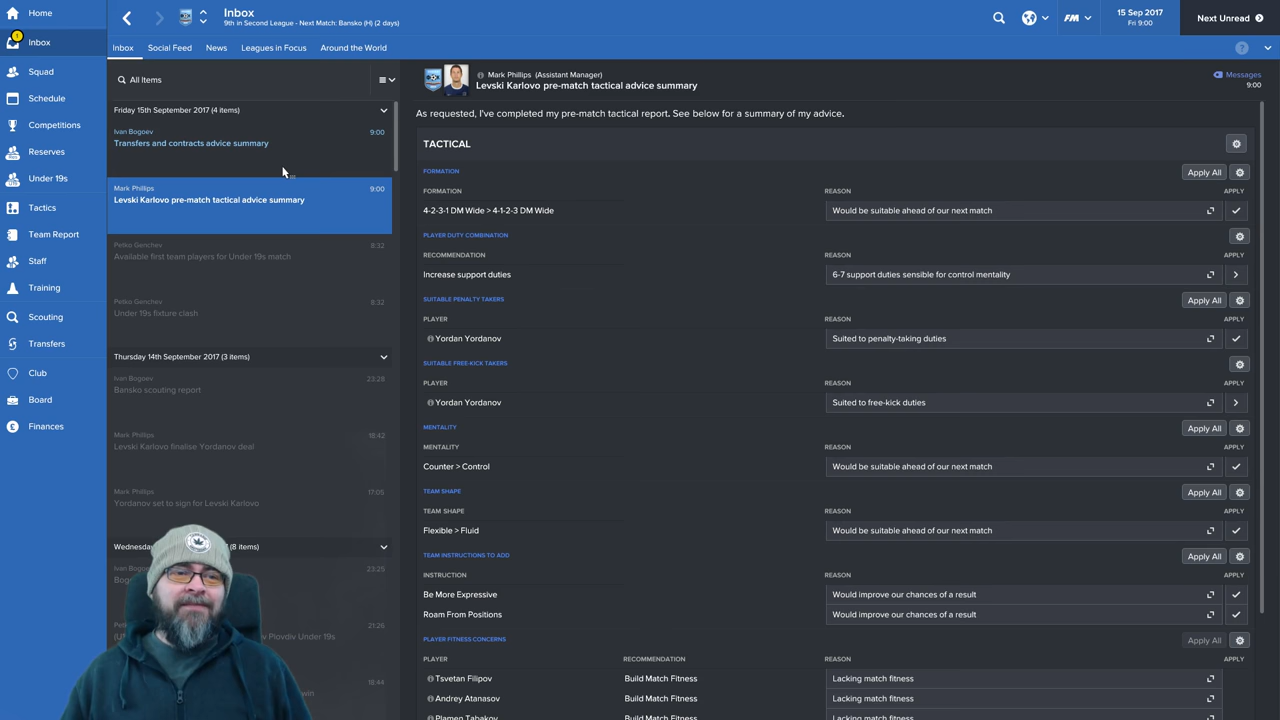 Home
Inbox
Squad
Schedule
Competitions
Reserves
Under 19s
Tactics
Team Report
Staff
Training
Scouting
Transfers
Club
Board
Finances
Inbox
9th in Second League - Next Match: Bansko (H) (2 days)
FM
15 Sep 2017
Fri 9:00
Next Unread
Inbox Social Feed News Leagues in Focus Around the World
All Items
Friday 15th September 2017 (4 items)
Ivan Bogoev 9:00
Transfers and contracts advice summary
Mark Phillips 9:00
Levski Karlovo pre-match tactical advice summary
Petko Genchev 8:32
Available first team players for Under 19s match
Petko Genchev 8:32
Under 19s fixture clash
Thursday 14th September 2017 (3 items)
Ivan Bogoev 23:28
Bansko scouting report
Mark Phillips 18:42
Levski Karlovo finalise Yordanov deal
Mark Phillips 17:05
Yordanov set to sign for Levski Karlovo
(8 items)
Ivan 23:25
21:26
Plovdiv Under 19s
18:44
win
Mark Phillips (Assistant Manager)
Levski Karlovo pre-match tactical advice summary
Messages
9:00
As requested, I've completed my pre-match tactical report. See below for a summary of my advice.
TACTICAL
FORMATION Apply All
FORMATION REASON APPLY
4-2-3-1 DM Wide > 4-1-2-3 DM Wide Would be suitable ahead of our next match
PLAYER DUTY COMBINATION
RECOMMENDATION REASON APPLY
Increase support duties 6-7 support duties sensible for control mentality
SUITABLE PENALTY TAKERS Apply All
PLAYER REASON APPLY
Yordan Yordanov Suited to penalty-taking duties
SUITABLE FREE-KICK TAKERS
PLAYER REASON APPLY
Yordan Yordanov Suited to free-kick duties
MENTALITY Apply All
MENTALITY REASON APPLY
Counter > Control Would be suitable ahead of our next match
TEAM SHAPE Apply All
TEAM SHAPE REASON APPLY
Flexible > Fluid Would be suitable ahead of our next match
TEAM INSTRUCTIONS TO ADD Apply All
INSTRUCTION REASON APPLY
Be More Expressive Would improve our chances of a result
Roam From Positions Would improve our chances of a result
PLAYER FITNESS CONCERNS Apply All
PLAYER RECOMMENDATION REASON APPLY
Tsvetan Filipov Build Match Fitness Lacking match fitness
Andrey Atanasov Build Match Fitness Lacking match fitness
Plamen Tabakov Build Match Fitness Lacking match fitness